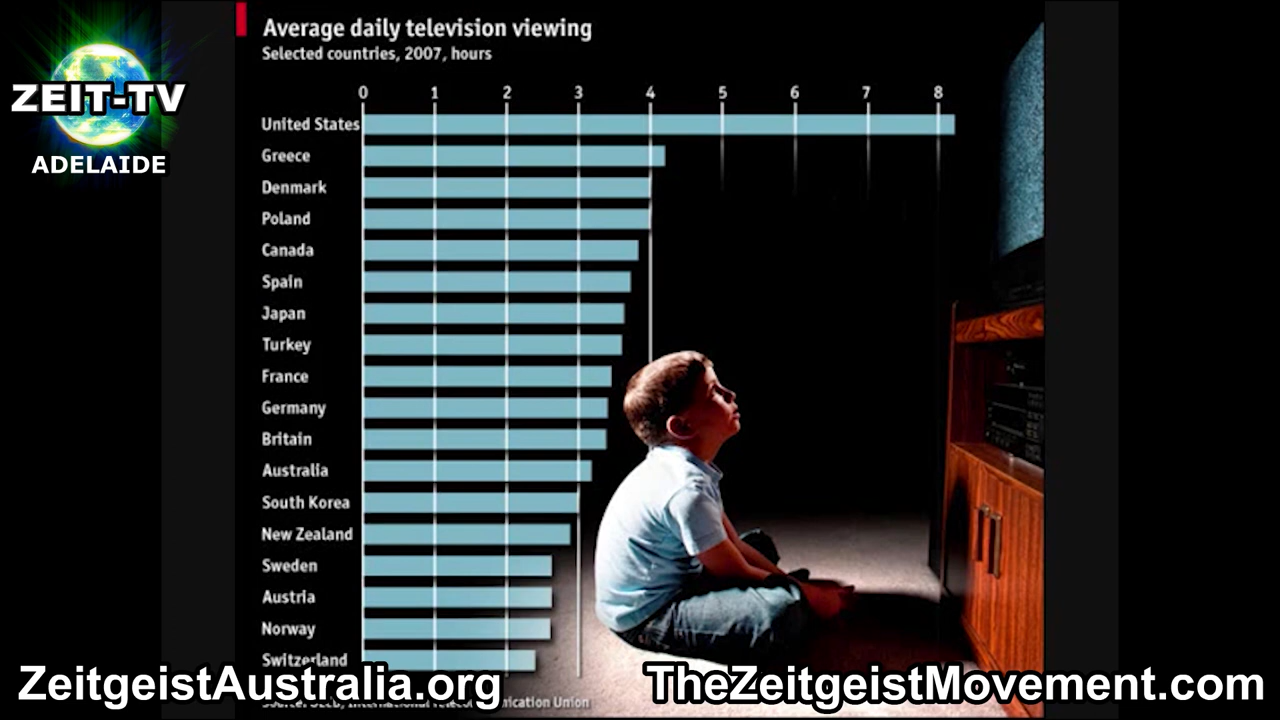 Average daily television viewing
Selected countries, 2007, hours
ZEIT-TV
ADELAIDE
0 1 2 3 4 5 6 7 8
United States
Greece
Denmark
Poland
Canada
Spain
Japan
Turkey
France
Germany
Britain
Australia
South Korea
New Zealand
Sweden
Austria
Norway
Switzerland
ZeitgeistAustralia.org
TheZeitgeistMovement.com
Union